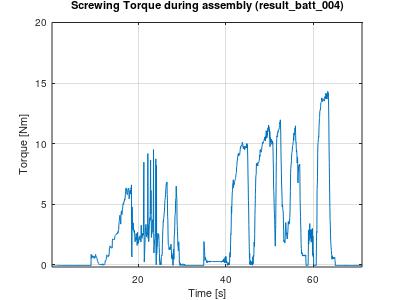 Screwing Torque during assembly (result_batt_004)
20
15
10
5
0
Torque [Nm]
20 40 60
Time [s]